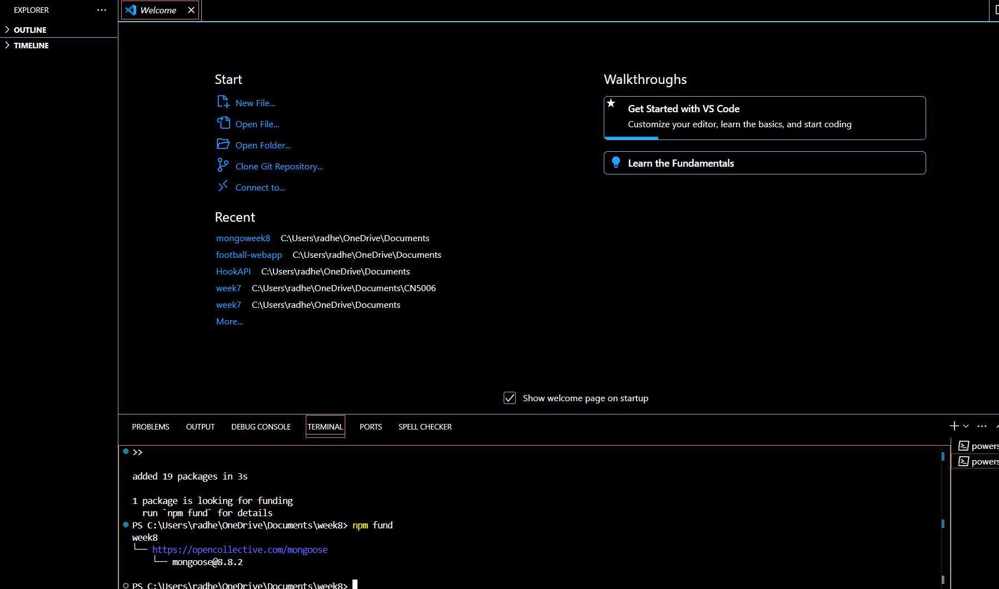 EXPLORER
OUTLINE
TIMELINE
Welcome
Start
New File...
Open File...
Open Folder...
Clone Git Repository...
Connect to...
Recent
mongoweek8 C:\Users\radhe\OneDrive\Documents
football-webapp C:\Users\radhe\OneDrive\Documents
HookAPI C:\Users\radhe\OneDrive\Documents
week7 C:\Users\radhe\OneDrive\Documents\CN5006
week7 C:\Users\radhe\OneDrive\Documents
More...
Walkthroughs
Get Started with VS Code
Customize your editor, learn the basics, and start coding
Learn the Fundamentals
Show welcome page on startup
PROBLEMS OUTPUT DEBUG CONSOLE TERMINAL PORTS SPELL CHECKER
>>
added 19 packages in 3s
1 package is looking for funding
run `npm fund` for details
PS C:\Users\radhe\OneDrive\Documents\week8> npm fund
week8
└── https://opencollective.com/mongoose
└── mongoose@8.8.2
PS C:\Users\radhe\OneDrive\Documents\week8>
powers
powers